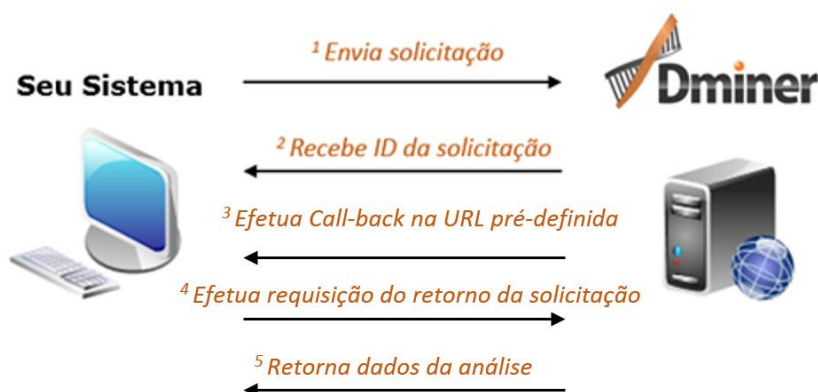 ¹ Envia solicitação
Seu Sistema
Dminer
² Recebe ID da solicitação
³ Efetua Call-back na URL pré-definida
⁴ Efetua requisição do retorno da solicitação
⁵ Retorna dados da análise